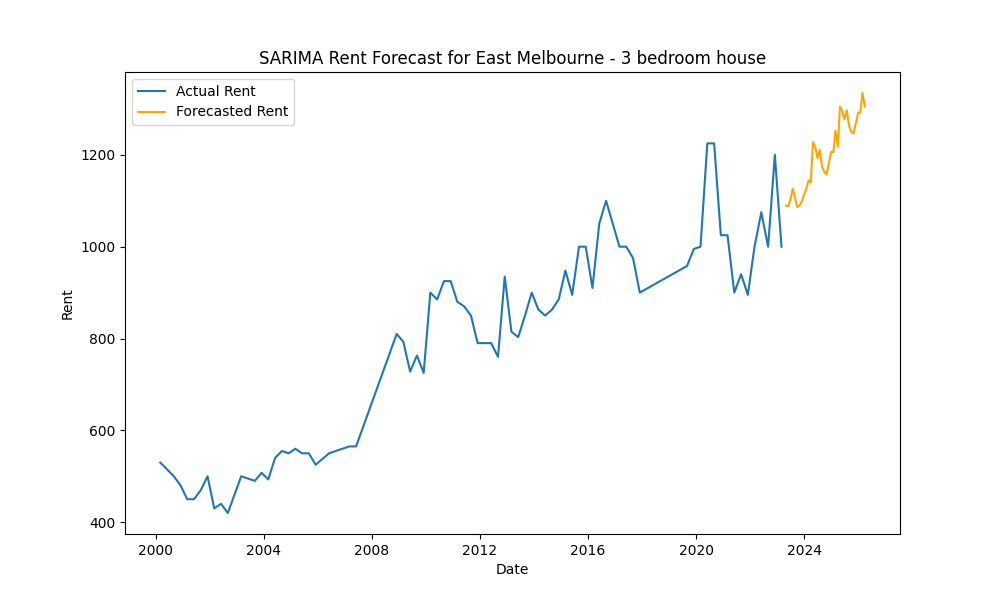 SARIMA Rent Forecast for East Melbourne - 3 bedroom house
Actual Rent
Forecasted Rent
1200
1000
800
600
400
Rent
2000 2004 2008 2012 2016 2020 2024
Date